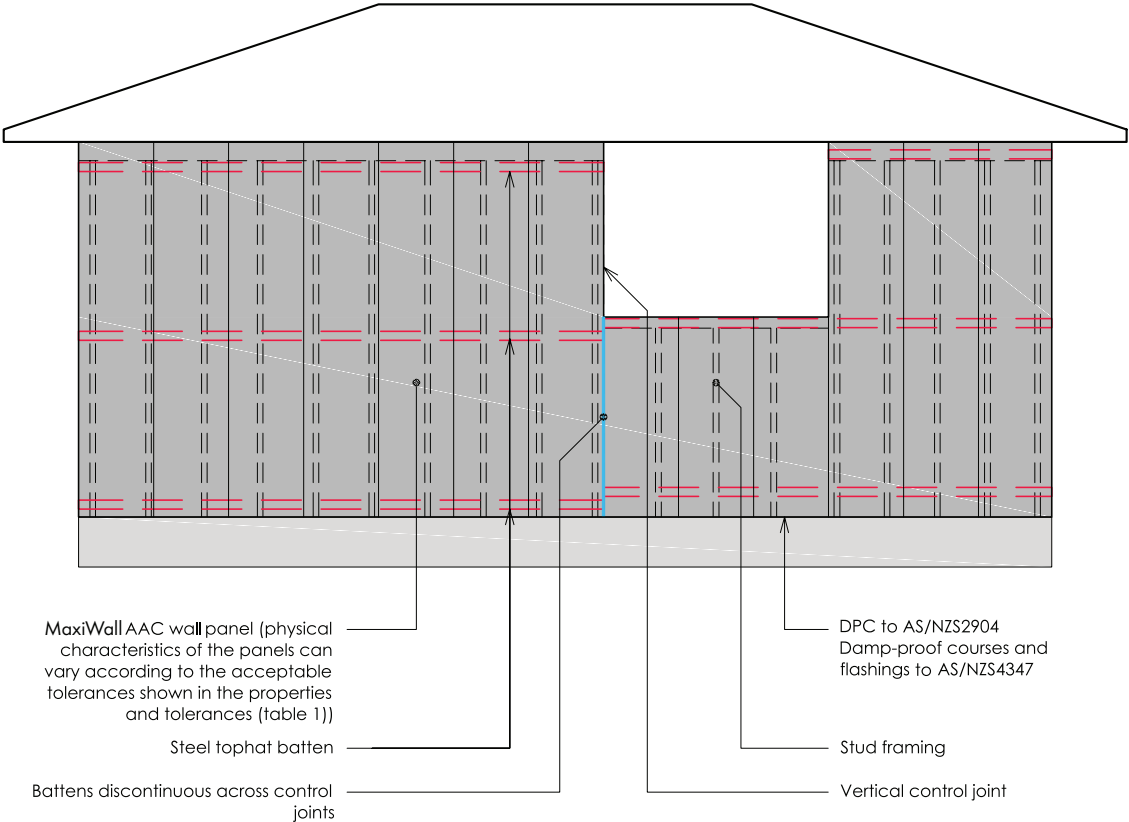 MaxiWall AAC wall panel (physical
characteristics of the panels can
vary according to the acceptable
tolerances shown in the properties
and tolerances (table 1))
Steel tophat batten
Battens discontinuous across control
joints
DPC to AS/NZS2904
Damp-proof courses and
flashings to AS/NZS4347
Stud framing
Vertical control joint